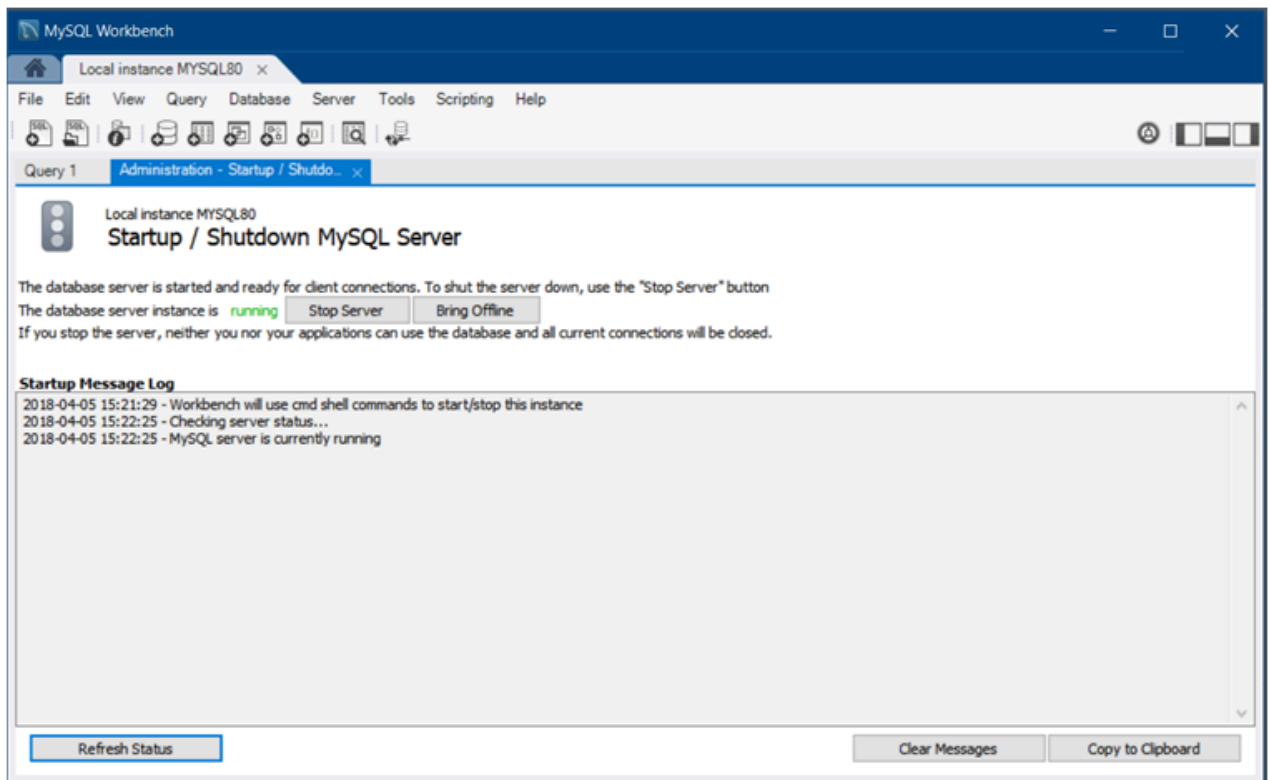 MySQL Workbench
Local instance MYSQL80
File Edit View Query Database Server Tools Scripting Help
Query 1 Administration - Startup / Shutdo...
Local instance MYSQL80
Startup / Shutdown MySQL Server
The database server is started and ready for client connections. To shut the server down, use the "Stop Server" button
The database server instance is running Stop Server Bring Offline
If you stop the server, neither you nor your applications can use the database and all current connections will be closed.
Startup Message Log
2018-04-05 15:21:29 - Workbench will use cmd shell commands to start/stop this instance
2018-04-05 15:22:25 - Checking server status...
2018-04-05 15:22:25 - MySQL server is currently running
Refresh Status Clear Messages Copy to Clipboard